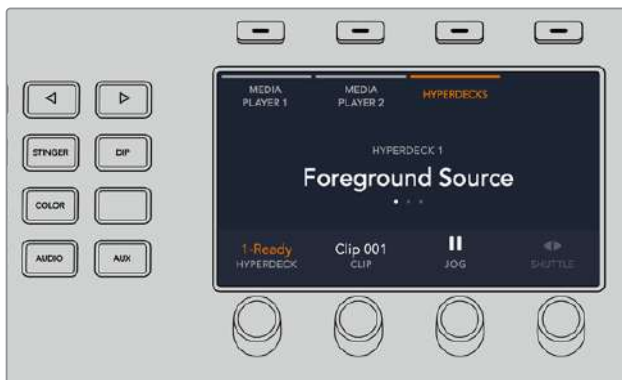 MEDIA PLAYER 1
MEDIA PLAYER 2
HYPERDECKS
STINGER
DIP
HYPERDECK 1
Foreground Source
COLOR
1-Ready
HYPERDECK
Clip 001
CLIP
JOG
SHUTTLE
AUDIO
AUX